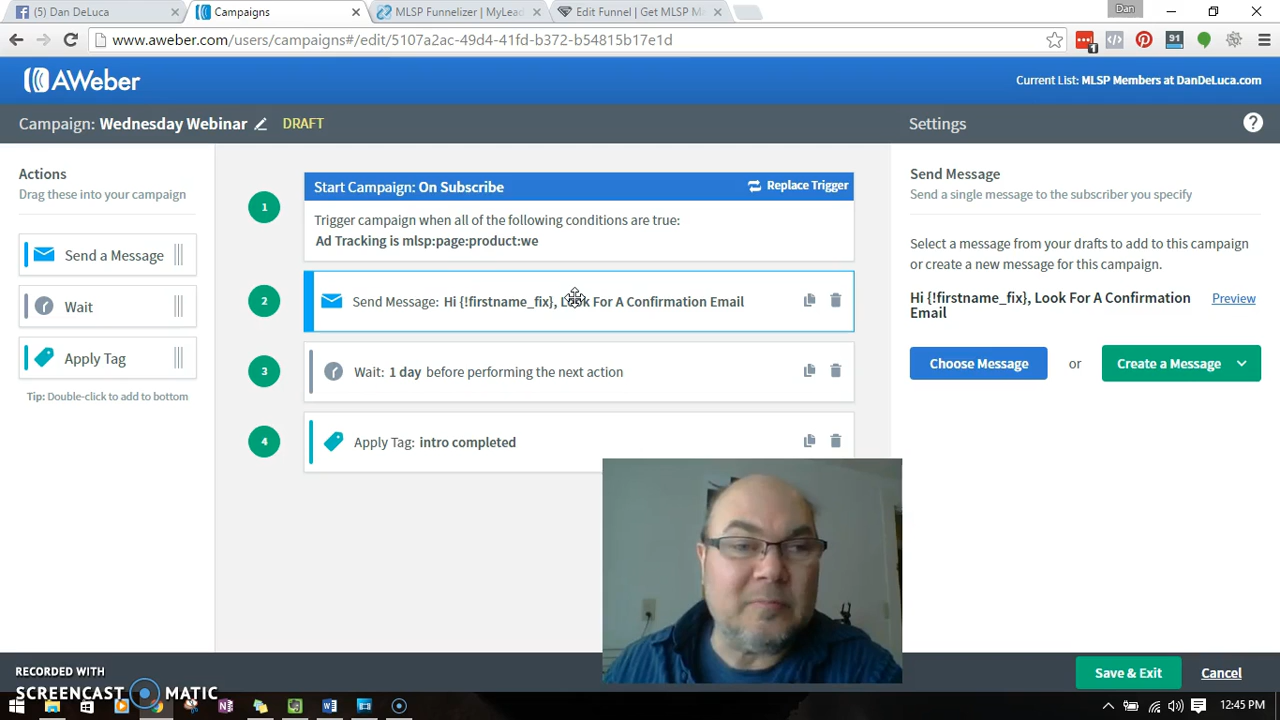 (5) Dan DeLuca
Campaigns
MLSP Funnelizer | MyLead
Edit Funnel | Get MLSP M
Dan
www.aweber.com/users/campaigns#/edit/5107a2ac-49d4-41fd-b372-b54815b17e1d
1
91
AWeber
Current List: MLSP Members at DanDeLuca.com
Campaign: Wednesday Webinar DRAFT
Settings
?
Actions
Drag these into your campaign
Send a Message
Wait
Apply Tag
Tip: Double-click to add to bottom
1
Start Campaign: On Subscribe
Replace Trigger
Trigger campaign when all of the following conditions are true:
Ad Tracking is mlsp:page:product:we
2
Send Message: Hi {!firstname_fix}, Look For A Confirmation Email
3
Wait: 1 day before performing the next action
4
Apply Tag: intro completed
Send Message
Send a single message to the subscriber you specify
Select a message from your drafts to add to this campaign
or create a new message for this campaign.
Hi {!firstname_fix}, Look For A Confirmation
Email
Preview
Choose Message
or
Create a Message
Save & Exit
Cancel
RECORDED WITH
SCREENCAST MATIC
12:45 PM